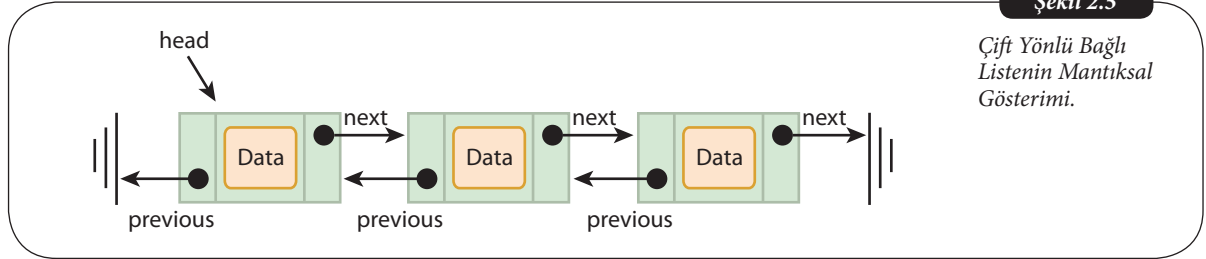 Şekil 2.5
Çift Yönlü Bağlı
Listenin Mantıksal
Gösterimi.
head
next
next
next
Data
Data
Data
previous
previous
previous